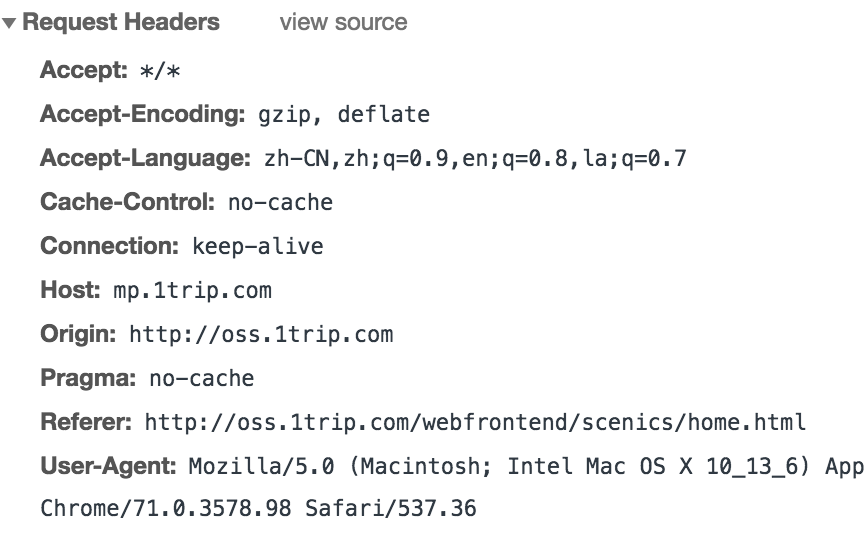 Request Headers view source
Accept: */*
Accept-Encoding: gzip, deflate
Accept-Language: zh-CN,zh;q=0.9,en;q=0.8,la;q=0.7
Cache-Control: no-cache
Connection: keep-alive
Host: mp.1trip.com
Origin: http://oss.1trip.com
Pragma: no-cache
Referer: http://oss.1trip.com/webfrontend/scenics/home.html
User-Agent: Mozilla/5.0 (Macintosh; Intel Mac OS X 10_13_6) App
Chrome/71.0.3578.98 Safari/537.36